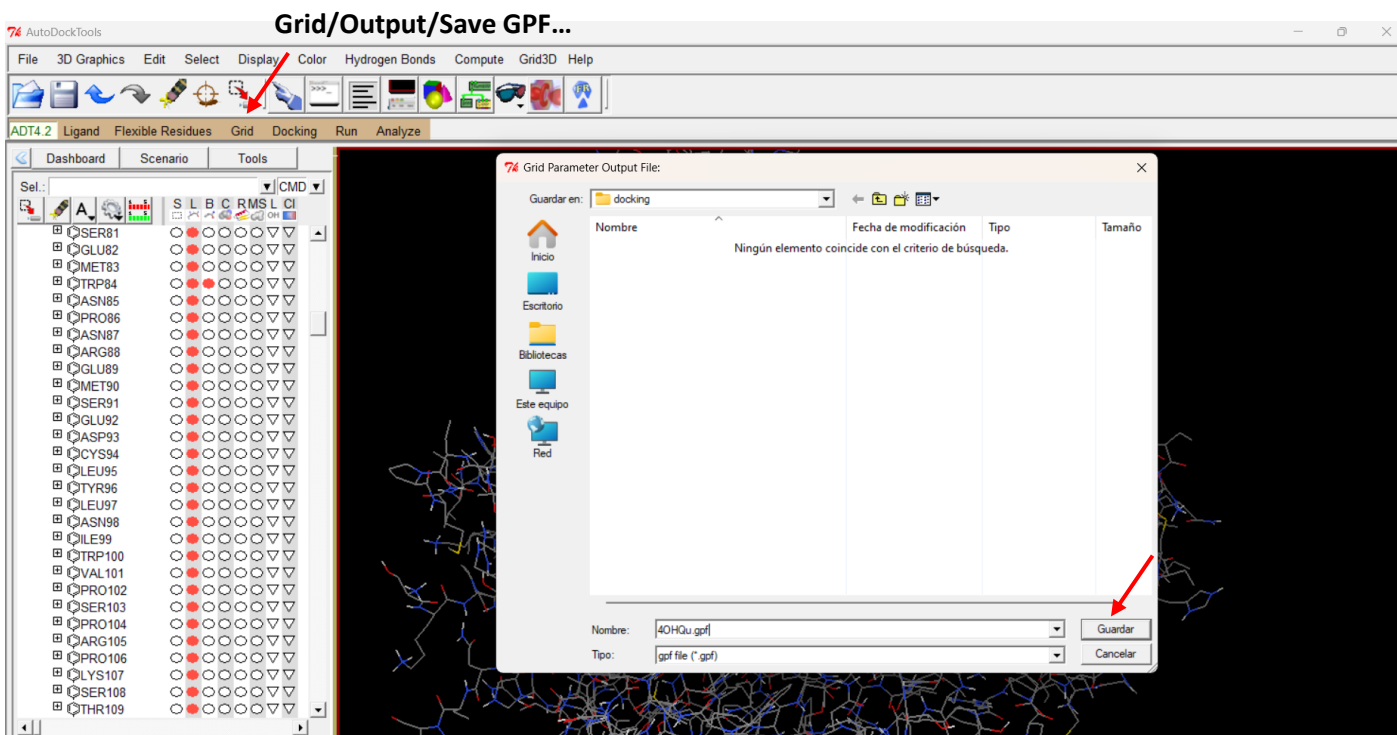 Grid/Output/Save GPF...
AutoDockTools
File 3D Graphics Edit Select Display Color Hydrogen Bonds Compute Grid3D Help
ADT4.2 Ligand Flexible Residues Grid Docking Run Analyze
Dashboard Scenario Tools
Sel.: CMD
S L B C R MS L Cl
SER81
GLU82
MET83
TRP84
ASN85
PRO86
ASN87
ARG88
GLU89
MET90
SER91
GLU92
ASP93
CYS94
LEU95
TYR96
LEU97
ASN98
ILE99
TRP100
VAL101
PRO102
SER103
PRO104
ARG105
PRO106
LYS107
SER108
THR109
Grid Parameter Output File:
Guardar en: docking
Nombre Fecha de modificación Tipo Tamaño
Ningún elemento coincide con el criterio de búsqueda.
Inicio
Escritorio
Bibliotecas
Este equipo
Red
Nombre: 4OHQu.gpf Guardar
Tipo: gpf file (*.gpf) Cancelar